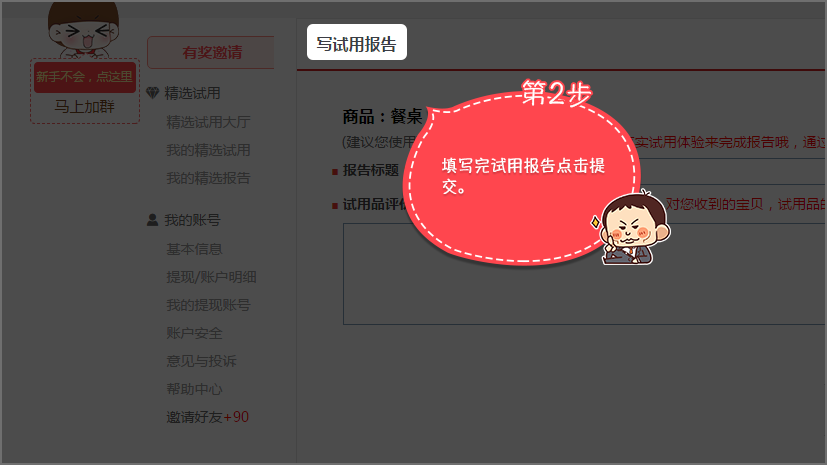 有奖邀请
新手不会，点这里
马上加群
精选试用
精选试用大厅
我的精选试用
我的精选报告
我的账号
基本信息
提现/账户明细
我的提现账号
账户安全
意见与投诉
帮助中心
邀请好友+90
写试用报告
第2步
商品：餐桌
(建议您使用
实试用体验来完成报告哦，通过
报告标题
试用品评
对您收到的宝贝，试用品的
填写完试用报告点击提
交。